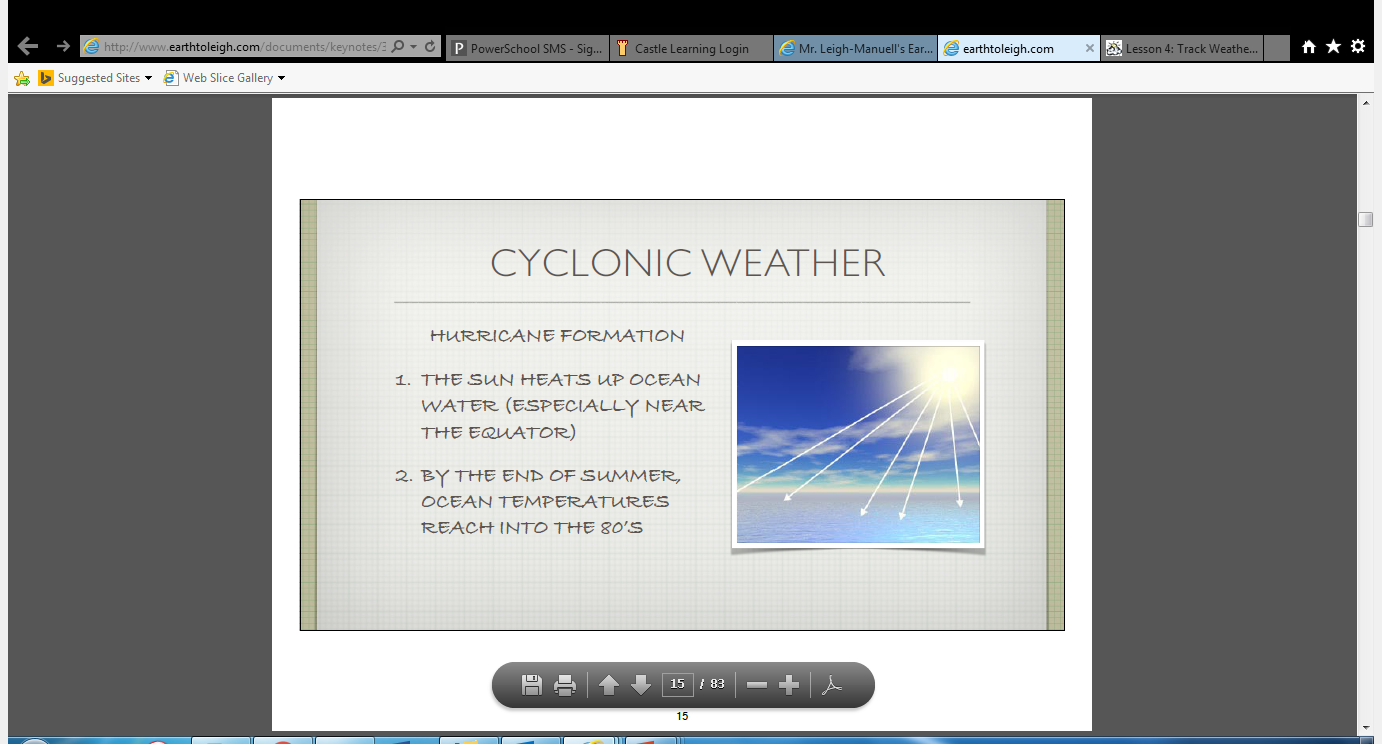 http://www.earthtoleigh.com/documents/keynotes/3
PowerSchool SMS - Sig...
Castle Learning Login
Mr. Leigh-Manuell's Ear...
earthtoleigh.com
Lesson 4: Track Weathe...
Suggested Sites
Web Slice Gallery
CYCLONIC WEATHER
HURRICANE FORMATION
1. THE SUN HEATS UP OCEAN
WATER (ESPECIALLY NEAR
THE EQUATOR)
2. BY THE END OF SUMMER,
OCEAN TEMPERATURES
REACH INTO THE 80'S
15 / 83
15